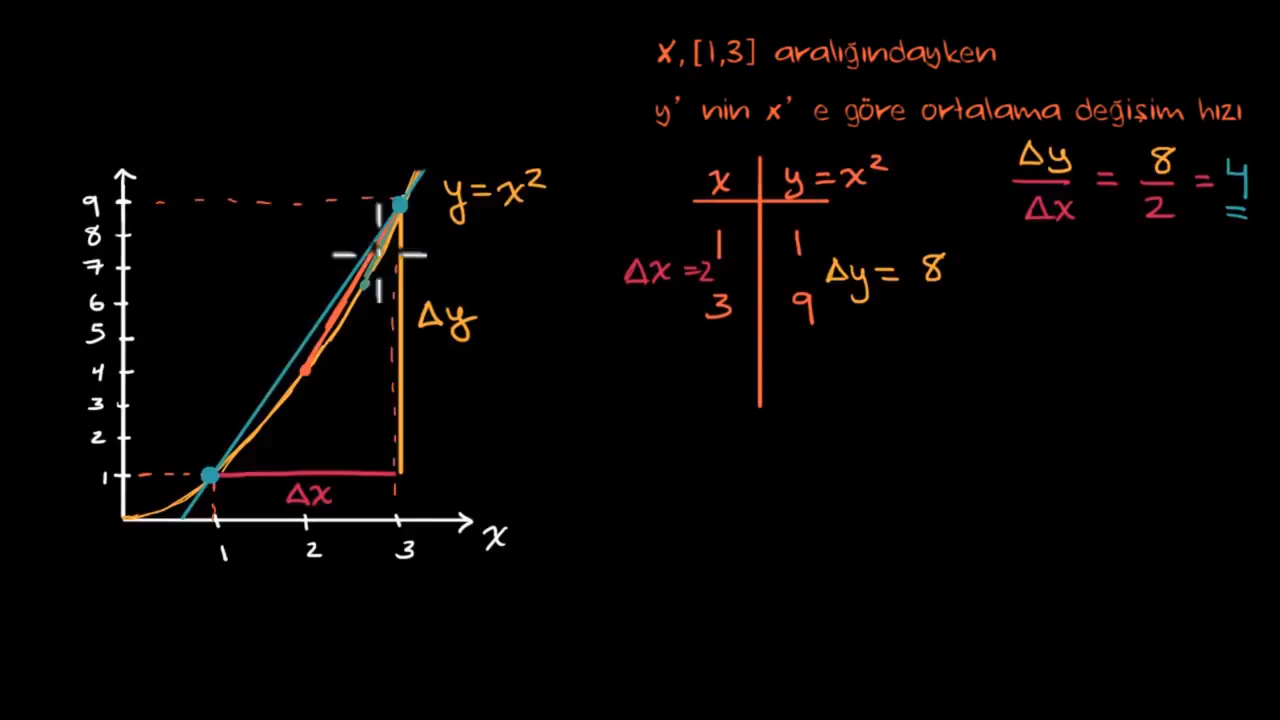 x, [1,3] aralığındayken
y' nin x' e göre ortalama değişim hızı
x y = x²
1 1
Δx = 2 Δy = 8
3 9
Δy/Δx = 8/2 = 4
y = x²
9
8
7
6
5
4
3
2
1
Δy
Δx
x
1 2 3